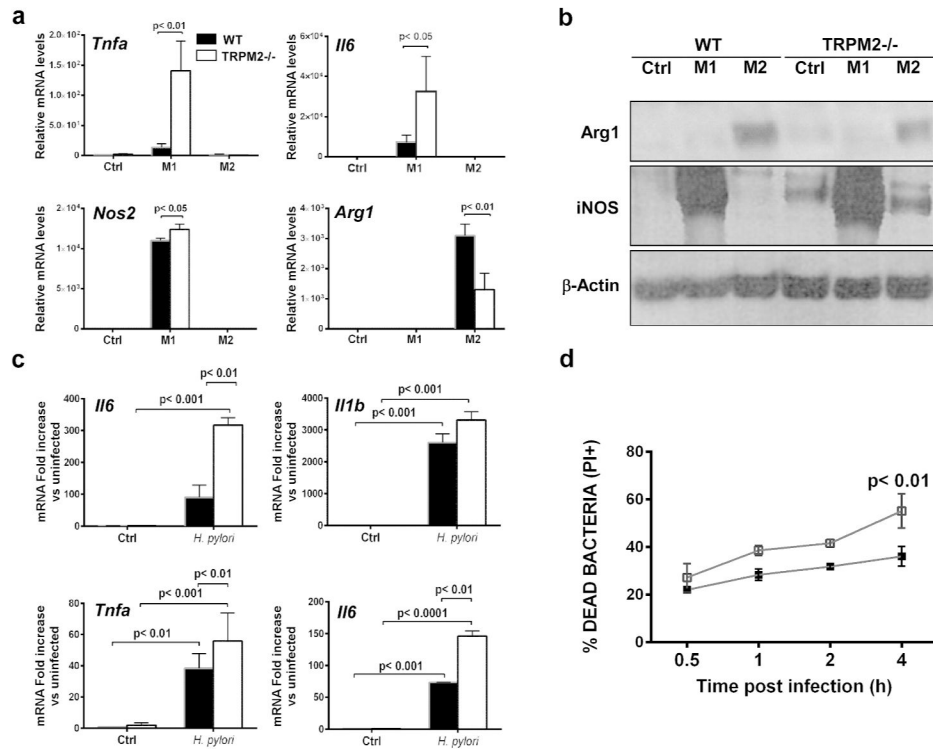 a
Tnfa
p< 0.01
WT
TRPM2-/-
Relative mRNA levels
Ctrl M1 M2
Il6
p< 0.05
Relative mRNA levels
Ctrl M1 M2
Nos2
p< 0.05
Relative mRNA levels
0
Ctrl M1 M2
Arg1
p< 0.01
Relative mRNA levels
0
Ctrl M1 M2
b
WT TRPM2-/-
Ctrl M1 M2 Ctrl M1 M2
Arg1
iNOS
β-Actin
c
Il6
p< 0.01
p< 0.001
mRNA Fold increase
vs uninfected
400
300
200
100
0
Ctrl H. pylori
Il1b
p< 0.001
p< 0.001
mRNA Fold increase
vs uninfected
4000
3000
2000
1000
0
Ctrl H. pylori
Tnfa
p< 0.01
p< 0.001
p< 0.01
mRNA Fold increase
vs uninfected
80
60
40
20
0
Ctrl H. pylori
Il6
p< 0.01
p< 0.0001
p< 0.001
mRNA Fold increase
vs uninfected
200
150
100
50
0
Ctrl H. pylori
d
% DEAD BACTERIA (PI+)
80
60
40
20
0
p< 0.01
0.5 1 2 4
Time post infection (h)